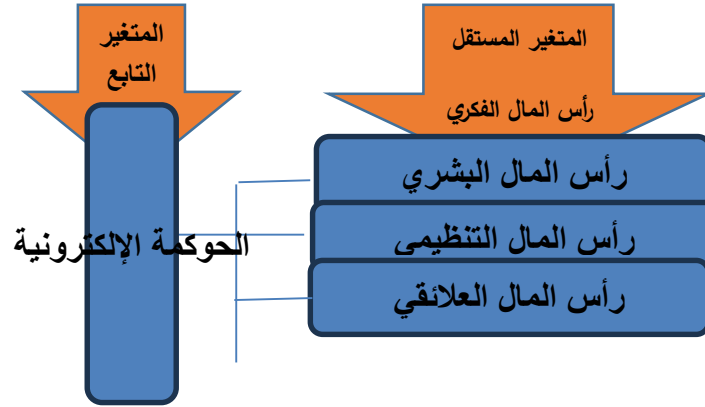 المتغير المستقل
رأس المال الفكري
المتغير
التابع
رأس المال البشري
رأس المال التنظيمي
رأس المال العلائقي
الحوكمة الإلكترونية